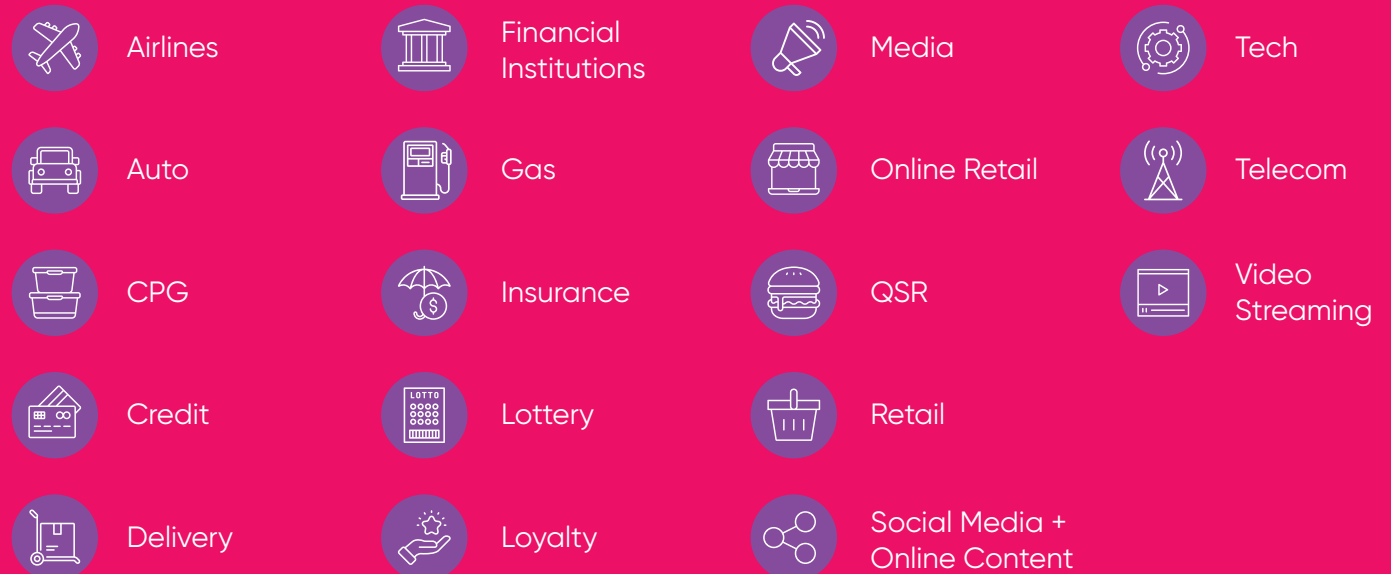 Airlines
Auto
CPG
Credit
Delivery
Financial
Institutions
Gas
Insurance
LOTTO
Lottery
Loyalty
Media
Online Retail
QSR
Retail
Social Media +
Online Content
Tech
Telecom
Video
Streaming